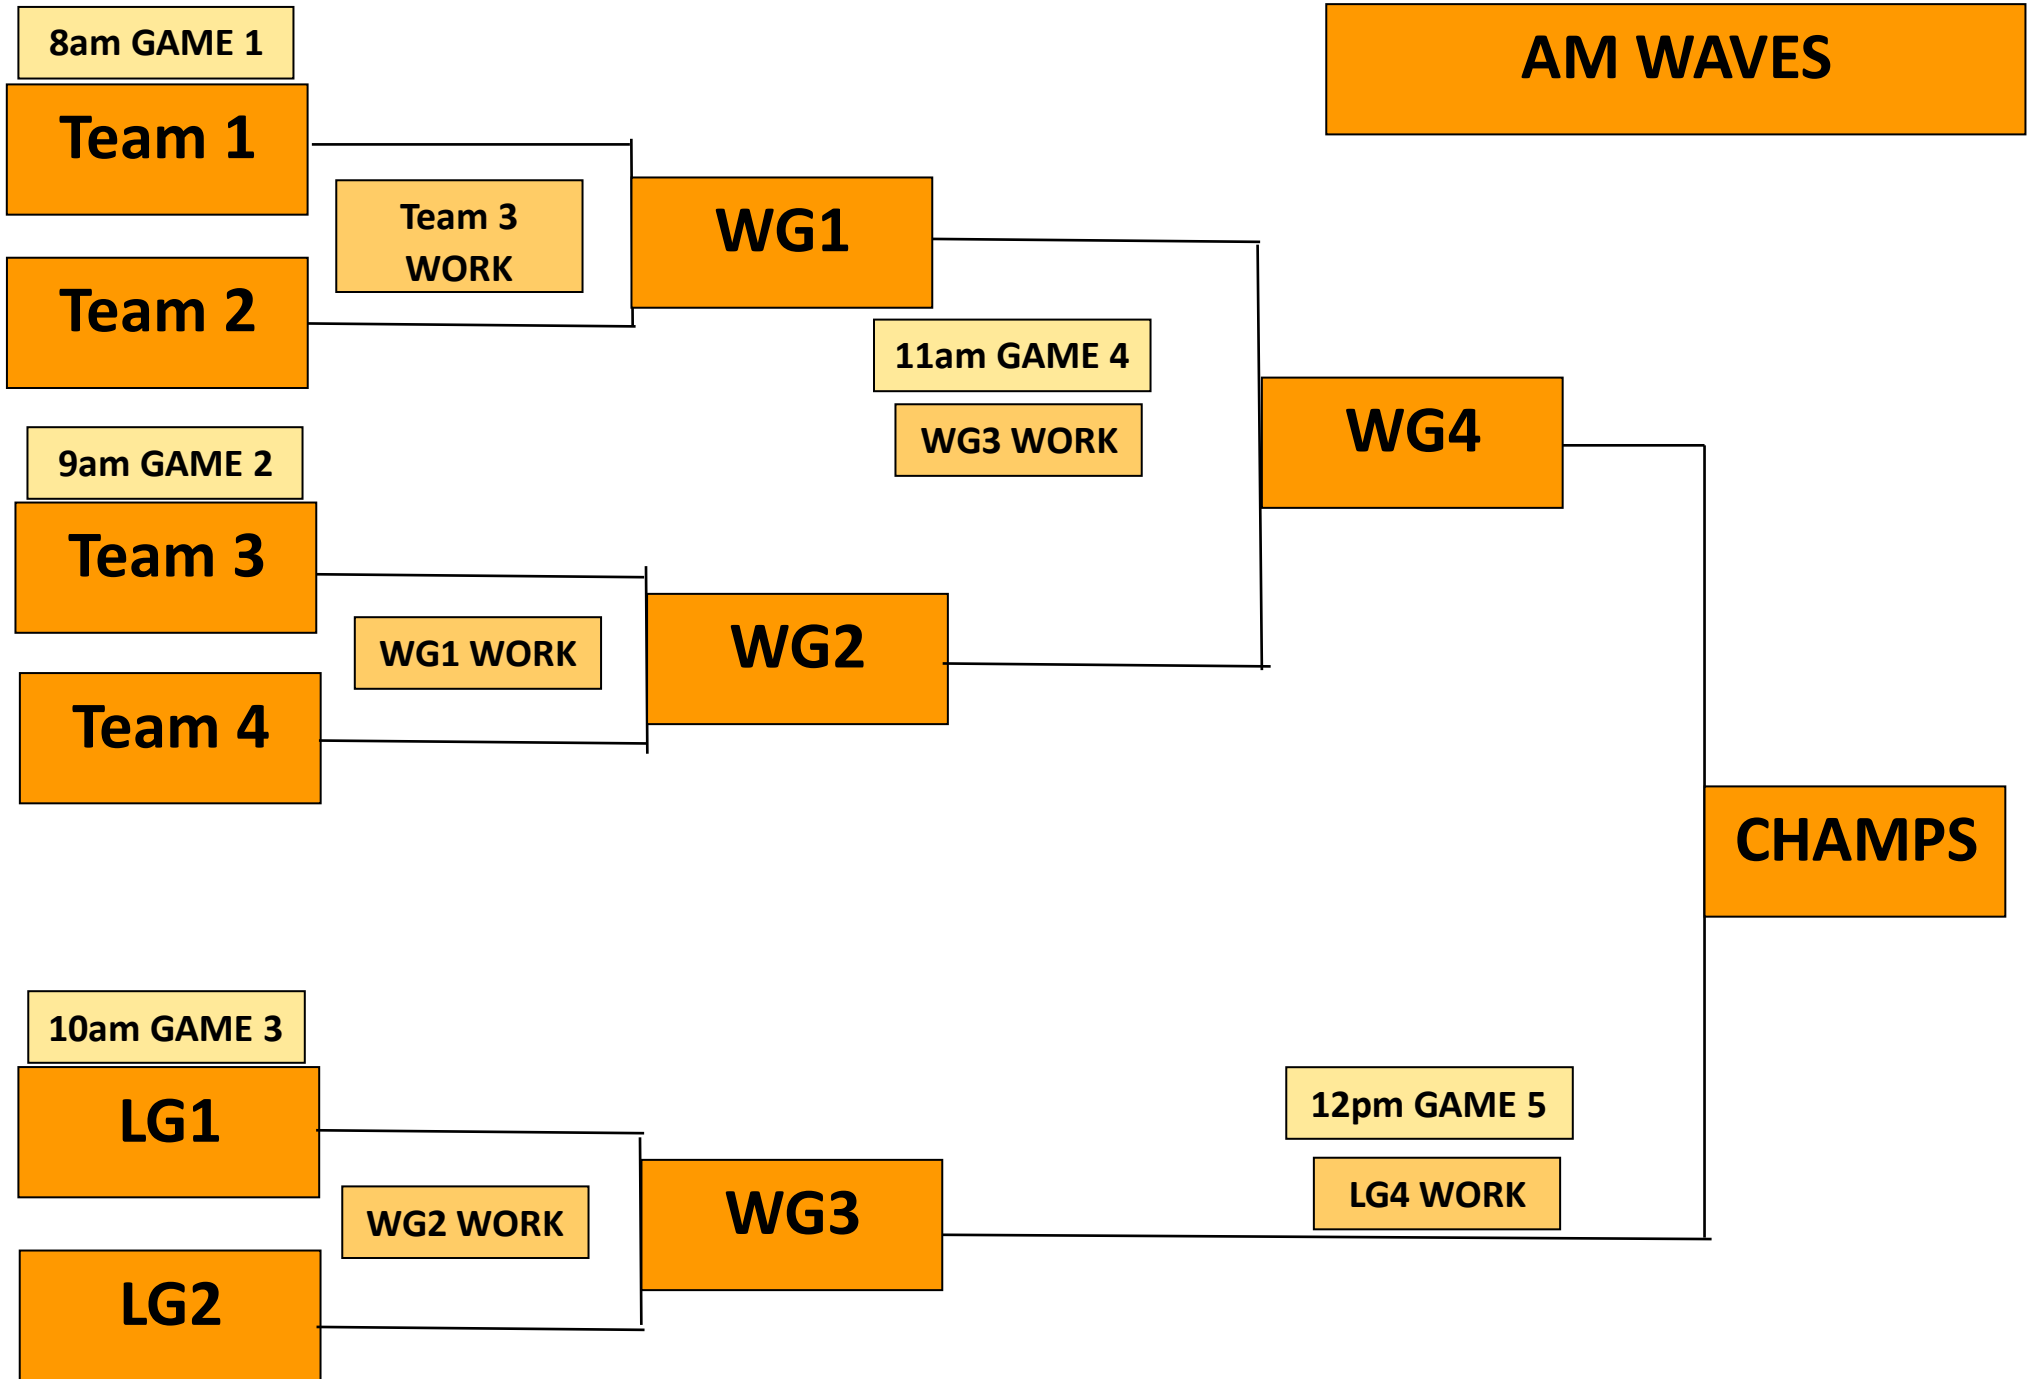 8am GAME 1
AM WAVES
Team 1
Team 3
WORK
WG1
Team 2
11am GAME 4
WG3 WORK
WG4
9am GAME 2
Team 3
WG1 WORK
WG2
Team 4
CHAMPS
10am GAME 3
LG1
12pm GAME 5
LG4 WORK
WG2 WORK
WG3
LG2